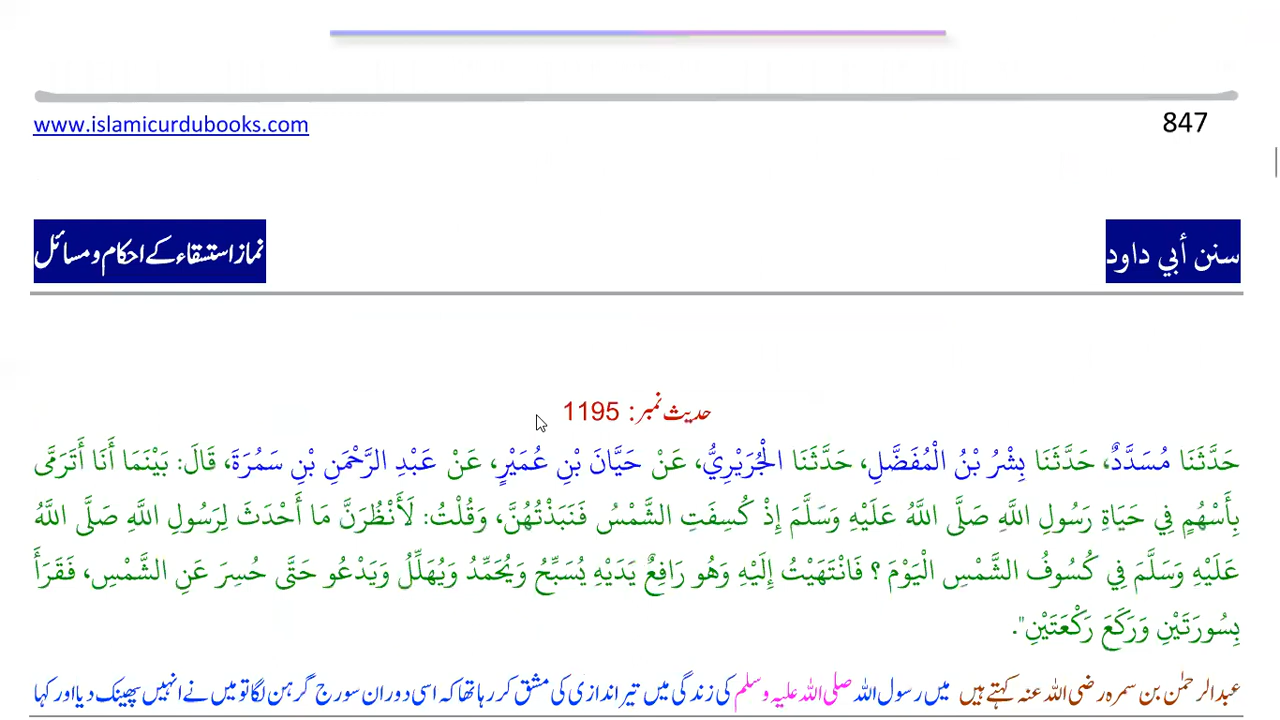 www.islamicurdubooks.com 847
سنن أبي داود نماز استسقاء کے احکام و مسائل
حدیث نمبر: 1195
حَدَّثَنَا مُسَدَّدٌ، حَدَّثَنَا بِشْرُ بْنُ الْمُفَضَّلِ، حَدَّثَنَا الْجُرَيْرِيُّ، عَنْ حَيَّانَ بْنِ عُمَيْرٍ، عَنْ عَبْدِ الرَّحْمَنِ بْنِ سَمُرَةَ، قَالَ: بَيْنَمَا أَنَا أَتَرَمَّى
بِأَسْهُمٍ فِي حَيَاةِ رَسُولِ اللَّهِ صَلَّى اللَّهُ عَلَيْهِ وَسَلَّمَ إِذْ كُسِفَتِ الشَّمْسُ فَنَبَذْتُهُنَّ، وَقُلْتُ: لَأَنْظُرَنَّ مَا أَحْدَثَ لِرَسُولِ اللَّهِ صَلَّى اللَّهُ
عَلَيْهِ وَسَلَّمَ فِي كُسُوفُ الشَّمْسِ الْيَوْمَ ؟ فَانْتَهَيْتُ إِلَيْهِ وَهُو رَافِعٌ يَدَيْهِ يُسَبِّحُ وَيُحَمِّدُ وَيُهَلِّلُ وَيَدْعُو حَتَّى حُسِرَ عَنِ الشَّمْسِ، فَقَرَأَ
بِسُورَتَيْنِ وَرَكَعَ رَكْعَتَيْنِ".
عبدالرحمٰن بن سمرہ رضی اللہ عنہ کہتے ہیں میں رسول اللہ صلی اللہ علیہ وسلم کی زندگی میں تیر اندازی کی مشق کر رہا تھا کہ اسی دوران سورج گرہن لگا تو میں نے انہیں پھینک دیا اور کہا